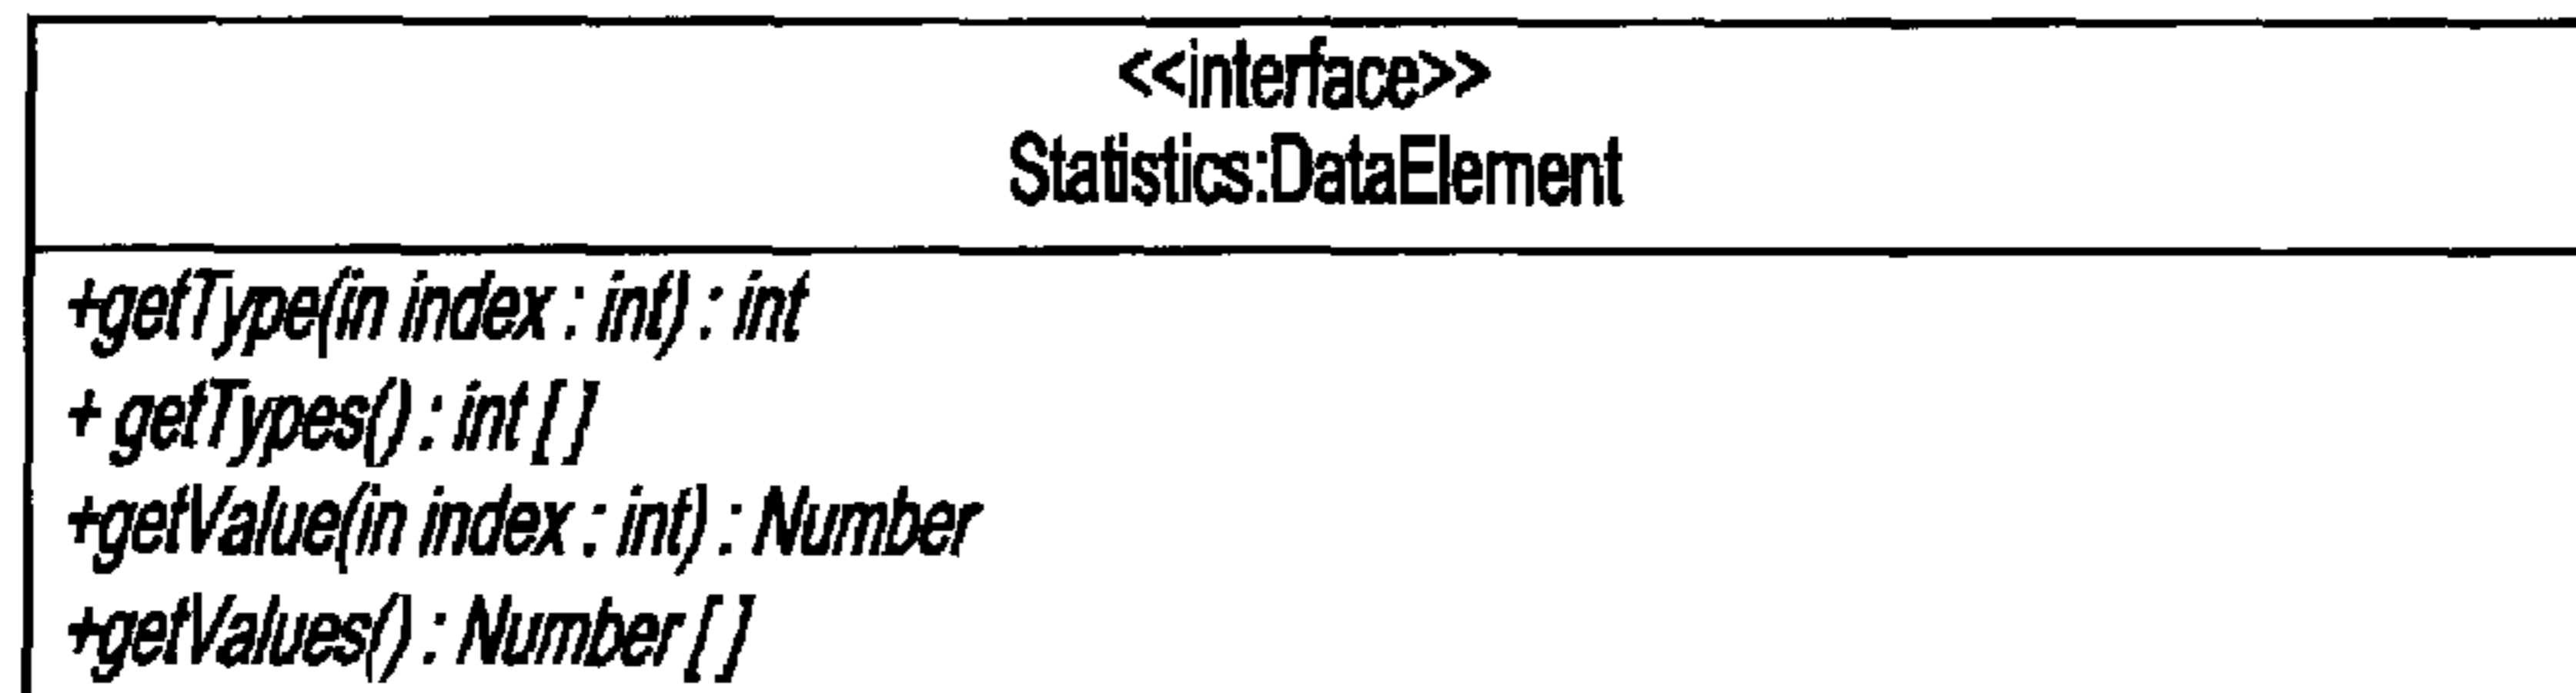 <<interface>>
Statistics:DataElement
+getType(in index : int) : int
+ getTypes() : int [ ]
+getValue(in index : int) : Number
+getValues() : Number [ ]